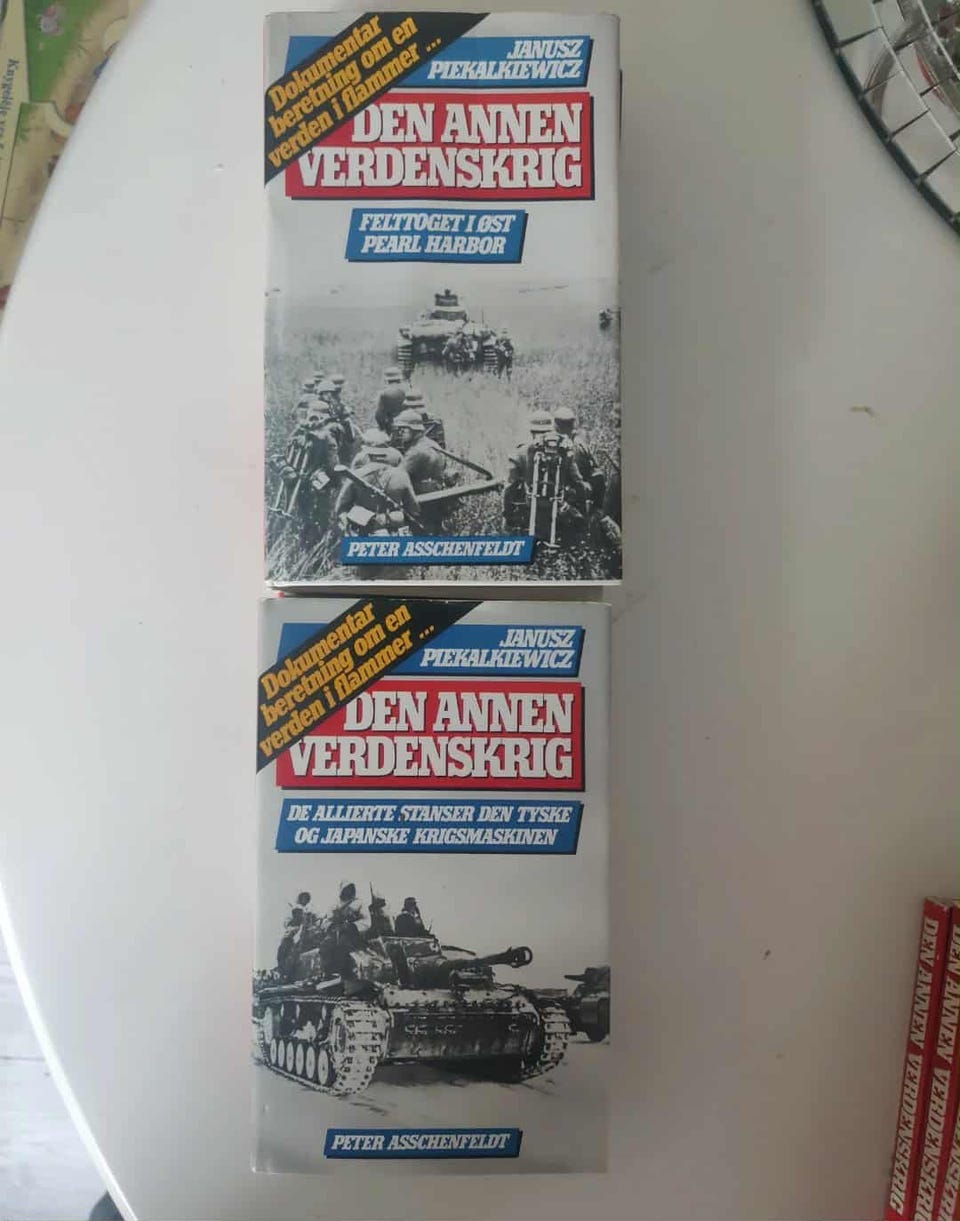 Dokumentar
beretning om en
verden i flammer ...
JANUSZ
PIEKALKIEWICZ
DEN ANNEN
VERDENSKRIG
FELTTOGET I ØST
PEARL HARBOR
PETER ASSCHENFELDT
Dokumentar
beretning om en
verden i flammer ...
JANUSZ
PIEKALKIEWICZ
DEN ANNEN
VERDENSKRIG
DE ALLIERTE STANSER DEN TYSKE
OG JAPANSKE KRIGSMASKINEN
PETER ASSCHENFELDT
DEN ANNEN VERDENSKRIG
DEN ANNEN VERDENSKRIG